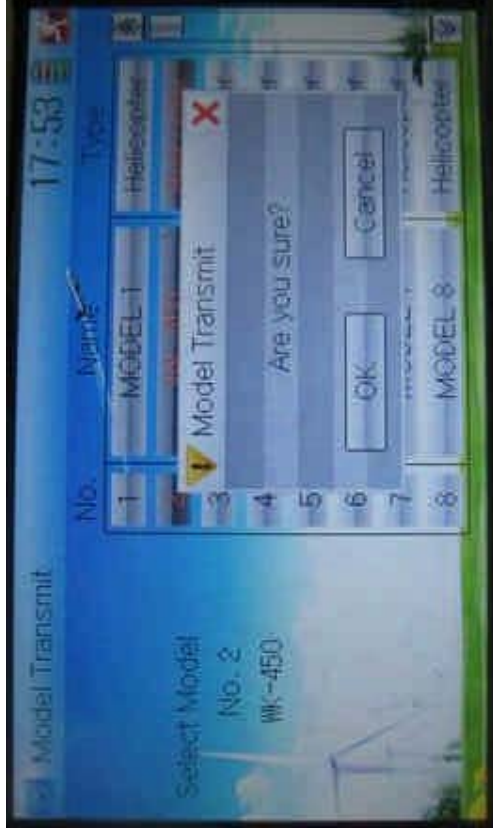 Model Transmit 17:53
No. Name Type
Select Model
No. 2
WK-450
1 MODEL 1 Helicopter
3
4
5
6
7
8 MODEL 8 Helicopter
Model Transmit
Are you sure?
OK Cancel